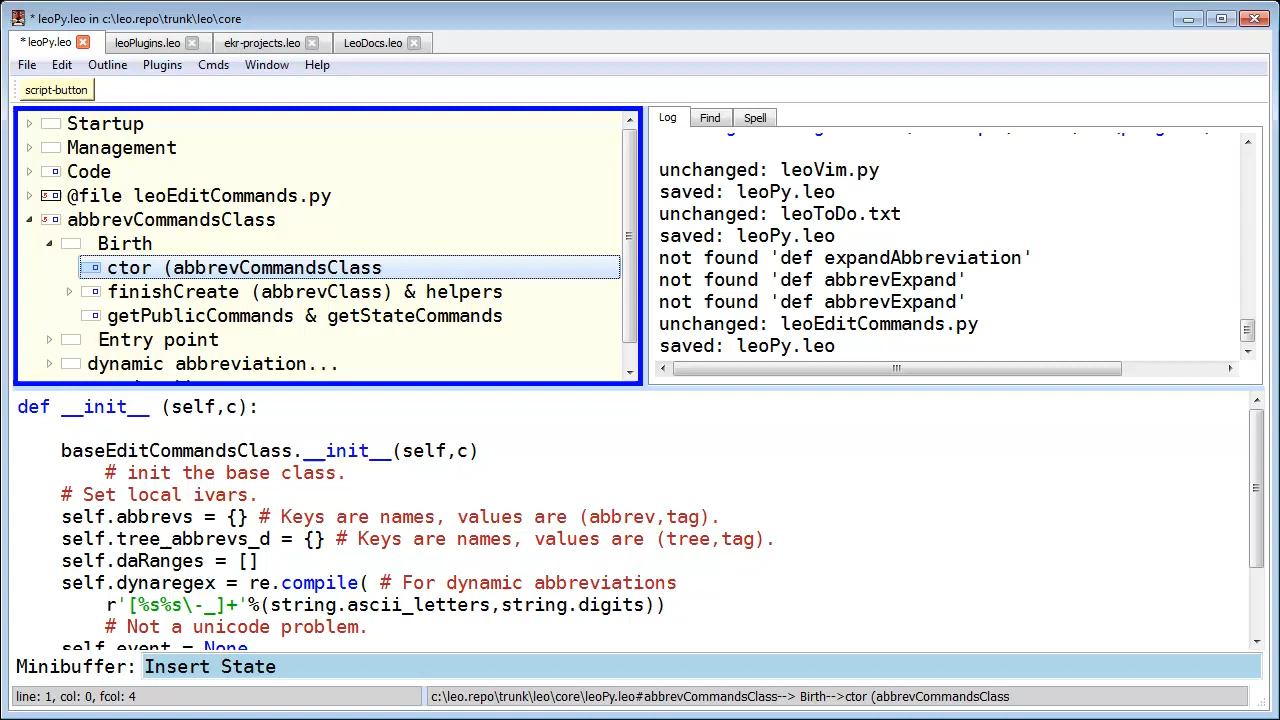 * leoPy.leo in c:\leo.repo\trunk\leo\core
*leoPy.leo leoPlugins.leo ekr-projects.leo LeoDocs.leo
File Edit Outline Plugins Cmds Window Help
script-button
Startup
Management
Code
@file leoEditCommands.py
abbrevCommandsClass
Birth
ctor (abbrevCommandsClass
finishCreate (abbrevClass) & helpers
getPublicCommands & getStateCommands
Entry point
dynamic abbreviation...
Log Find Spell
unchanged: leoVim.py
saved: leoPy.leo
unchanged: leoToDo.txt
saved: leoPy.leo
not found 'def expandAbbreviation'
not found 'def abbrevExpand'
not found 'def abbrevExpand'
unchanged: leoEditCommands.py
saved: leoPy.leo
def __init__ (self,c):
baseEditCommandsClass.__init__(self,c)
# init the base class.
# Set local ivars.
self.abbrevs = {} # Keys are names, values are (abbrev,tag).
self.tree_abbrevs_d = {} # Keys are names, values are (tree,tag).
self.daRanges = []
self.dynaregex = re.compile( # For dynamic abbreviations
r'[%s%s\-_]+'%(string.ascii_letters,string.digits))
# Not a unicode problem.
self.event = None
Minibuffer: Insert State
line: 1, col: 0, fcol: 4
c:\leo.repo\trunk\leo\core\leoPy.leo#abbrevCommandsClass--> Birth-->ctor (abbrevCommandsClass